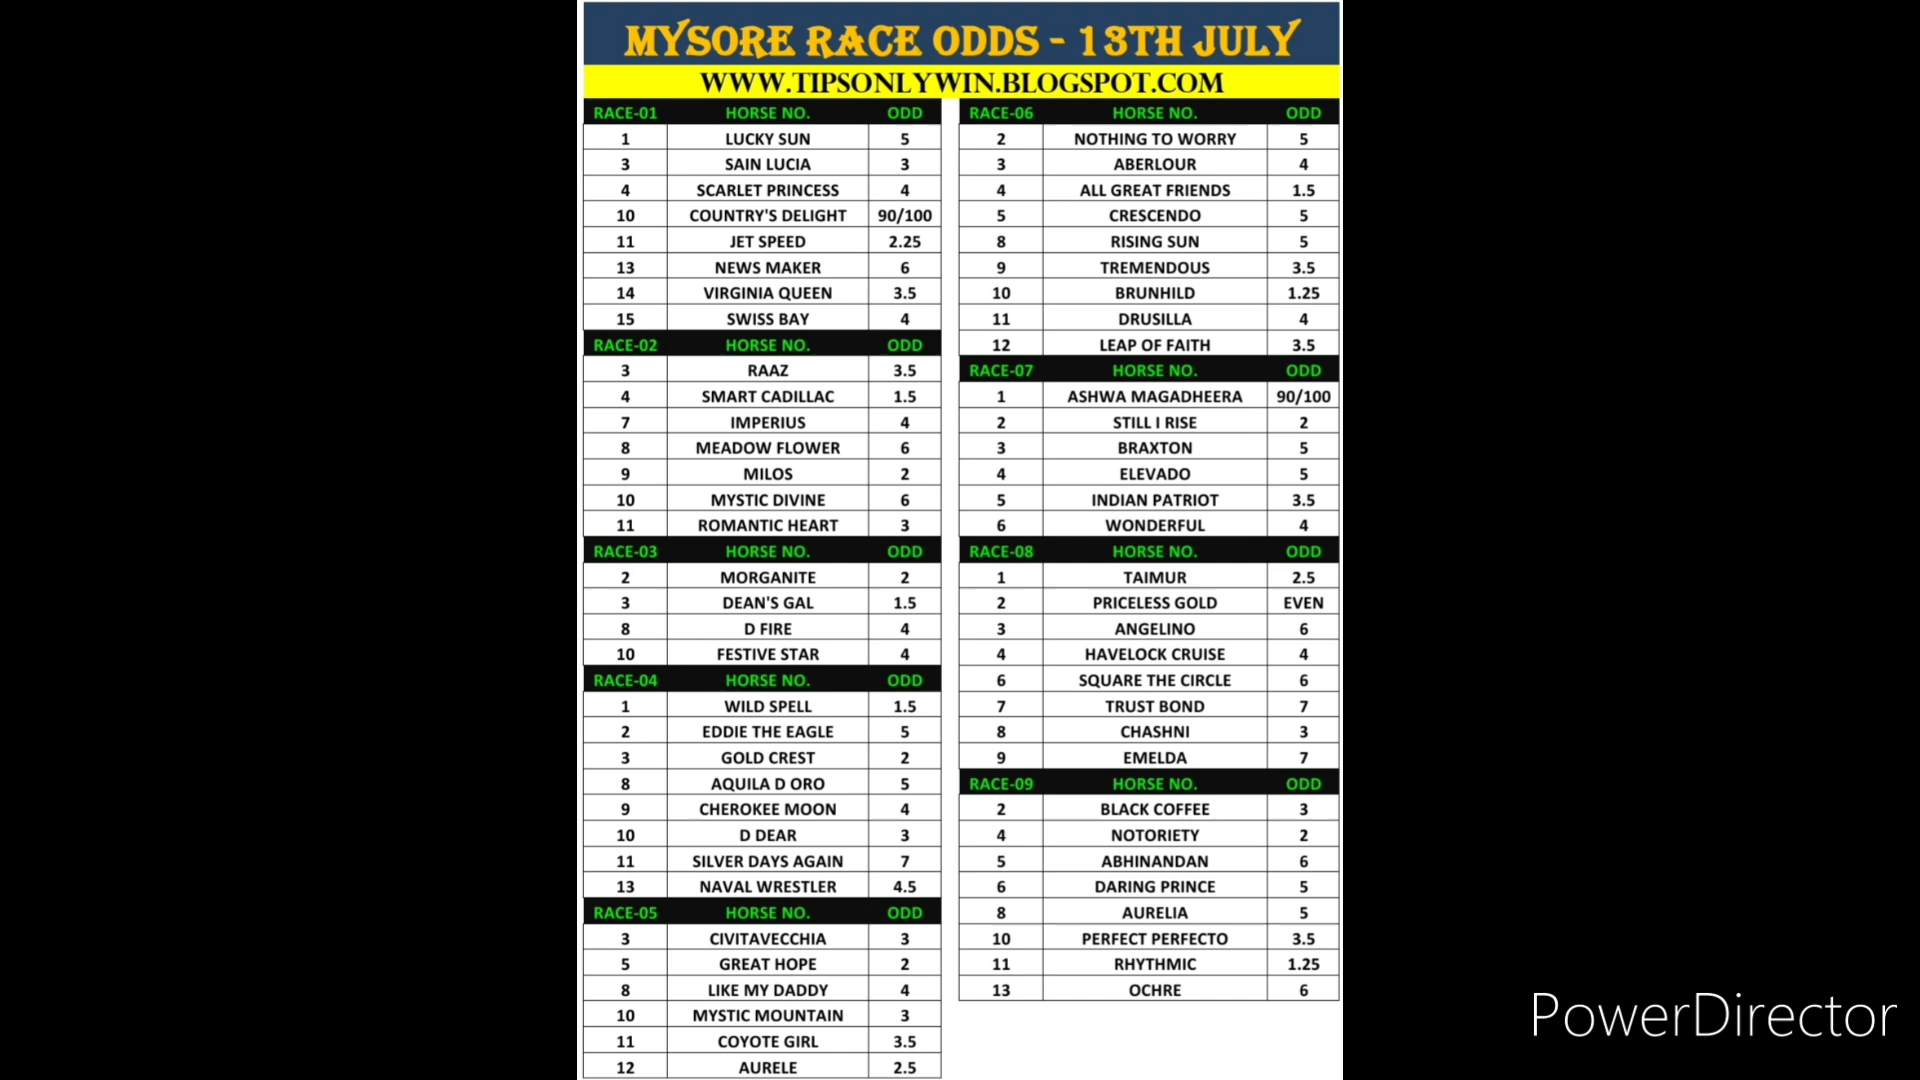 MYSORE RACE ODDS - 13TH JULY
WWW.TIPSONLYWIN.BLOGSPOT.COM
RACE-01 HORSE NO. ODD
1 LUCKY SUN 5
3 SAIN LUCIA 3
4 SCARLET PRINCESS 4
10 COUNTRY'S DELIGHT 90/100
11 JET SPEED 2.25
13 NEWS MAKER 6
14 VIRGINIA QUEEN 3.5
15 SWISS BAY 4
RACE-02 HORSE NO. ODD
3 RAAZ 3.5
4 SMART CADILLAC 1.5
7 IMPERIUS 4
8 MEADOW FLOWER 6
9 MILOS 2
10 MYSTIC DIVINE 6
11 ROMANTIC HEART 3
RACE-03 HORSE NO. ODD
2 MORGANITE 2
3 DEAN'S GAL 1.5
8 D FIRE 4
10 FESTIVE STAR 4
RACE-04 HORSE NO. ODD
1 WILD SPELL 1.5
2 EDDIE THE EAGLE 5
3 GOLD CREST 2
8 AQUILA D ORO 5
9 CHEROKEE MOON 4
10 D DEAR 3
11 SILVER DAYS AGAIN 7
13 NAVAL WRESTLER 4.5
RACE-05 HORSE NO. ODD
3 CIVITAVECCHIA 3
5 GREAT HOPE 2
8 LIKE MY DADDY 4
10 MYSTIC MOUNTAIN 3
11 COYOTE GIRL 3.5
12 AURELE 2.5
RACE-06 HORSE NO. ODD
2 NOTHING TO WORRY 5
3 ABERLOUR 4
4 ALL GREAT FRIENDS 1.5
5 CRESCENDO 5
8 RISING SUN 5
9 TREMENDOUS 3.5
10 BRUNHILD 1.25
11 DRUSILLA 4
12 LEAP OF FAITH 3.5
RACE-07 HORSE NO. ODD
1 ASHWA MAGADHEERA 90/100
2 STILL I RISE 2
3 BRAXTON 5
4 ELEVADO 5
5 INDIAN PATRIOT 3.5
6 WONDERFUL 4
RACE-08 HORSE NO. ODD
1 TAIMUR 2.5
2 PRICELESS GOLD EVEN
3 ANGELINO 6
4 HAVELOCK CRUISE 4
6 SQUARE THE CIRCLE 6
7 TRUST BOND 7
8 CHASHNI 3
9 EMELDA 7
RACE-09 HORSE NO. ODD
2 BLACK COFFEE 3
4 NOTORIETY 2
5 ABHINANDAN 6
6 DARING PRINCE 5
8 AURELIA 5
10 PERFECT PERFECTO 3.5
11 RHYTHMIC 1.25
13 OCHRE 6
PowerDirector